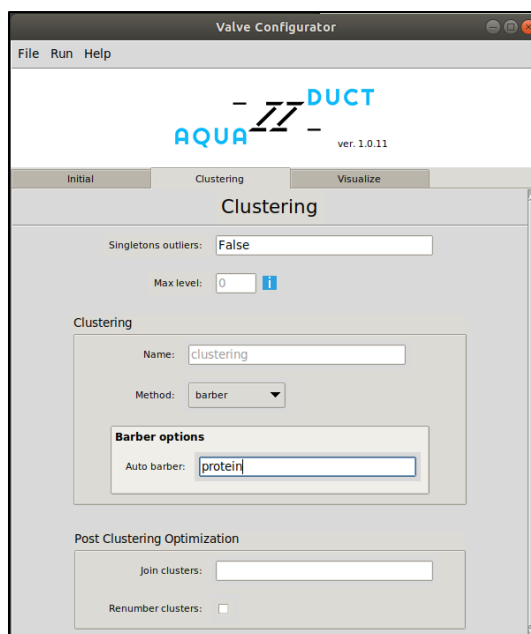 Valve Configurator
File Run Help
AQUA DUCT
ver. 1.0.11
Initial Clustering Visualize
Clustering
Singletons outliers: False
Max level: 0 i
Clustering
Name: clustering
Method: barber
Barber options
Auto barber: protein
Post Clustering Optimization
Join clusters:
Renumber clusters: